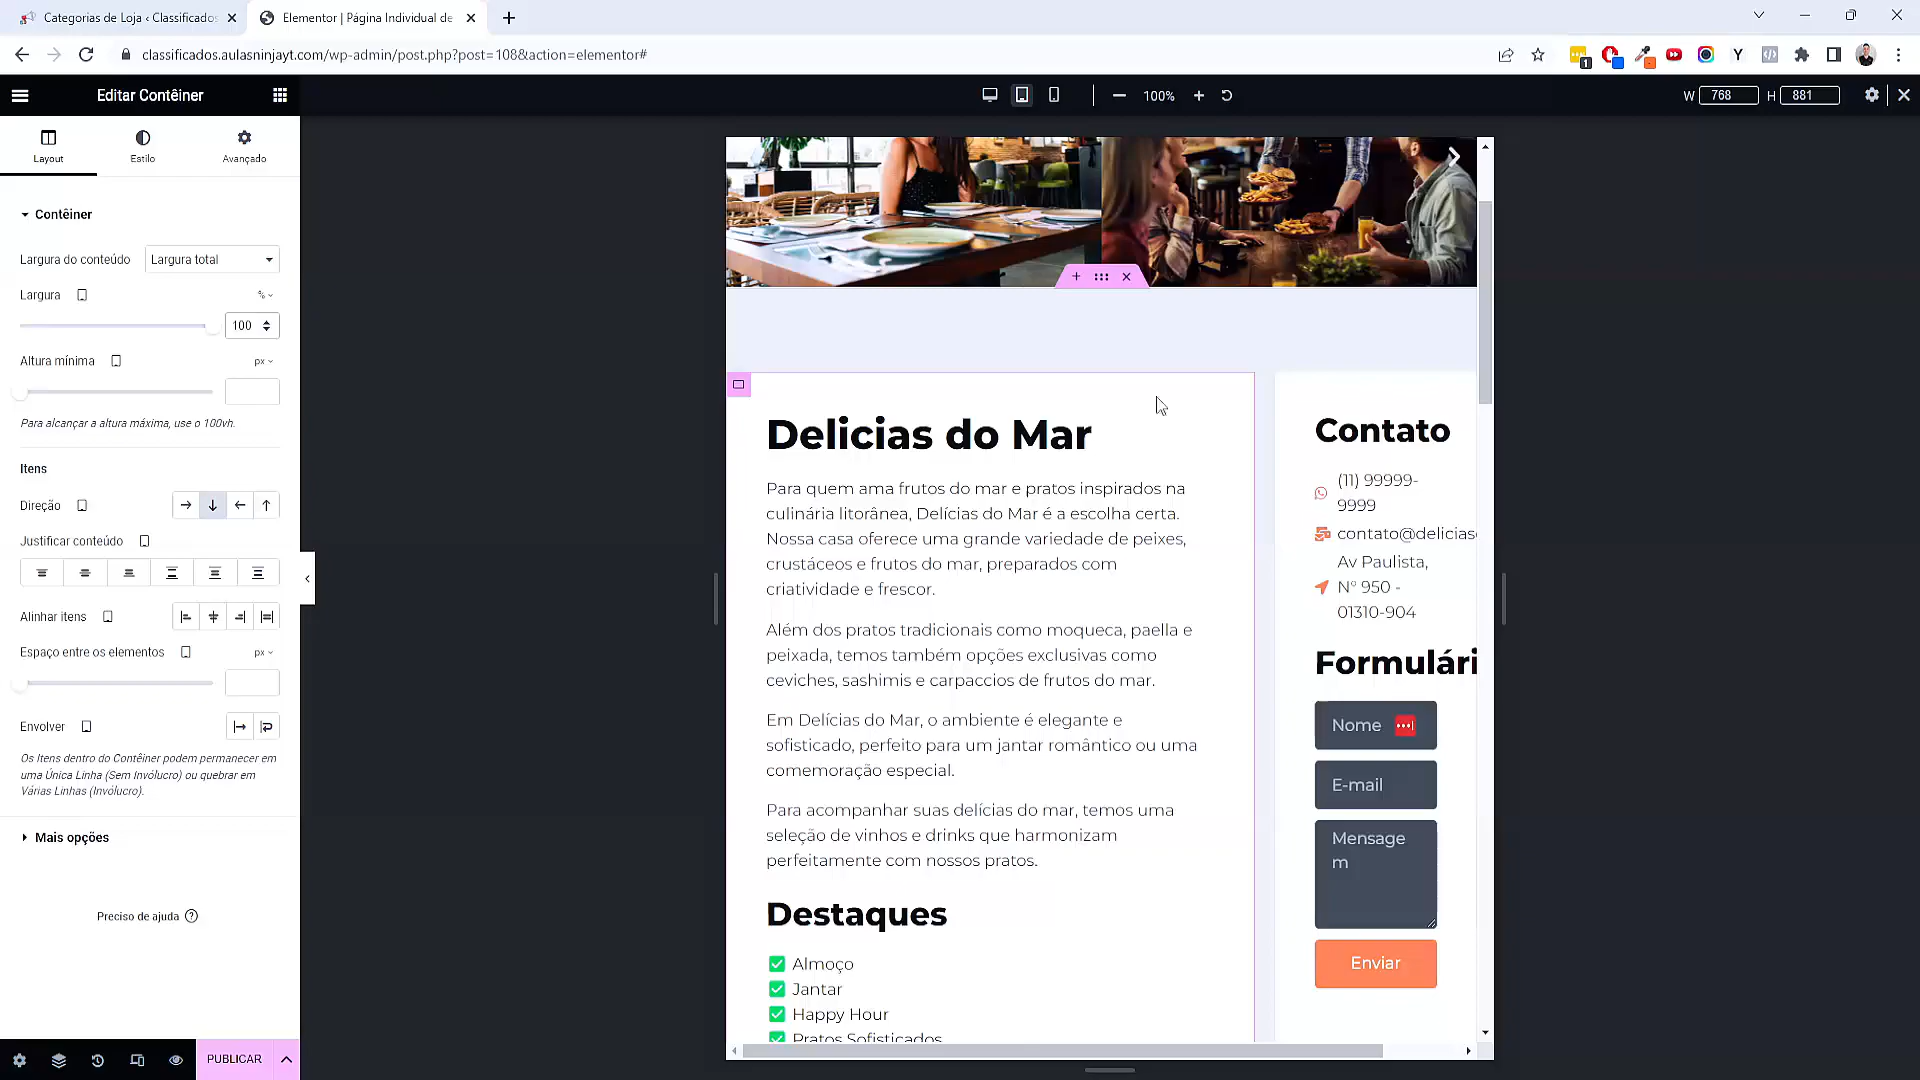 Categorias de Loja ‹ Classificados
Elementor | Página Individual de
classificados.aulasninjayt.com/wp-admin/post.php?post=108&action=elementor#
1
Y
Editar Contêiner
100%
W 768 H 881
Layout
Estilo
Avançado
Contêiner
Largura do conteúdo
Largura total
Largura
%
100
Altura mínima
px
Para alcançar a altura máxima, use o 100vh.
Itens
Direção
Justificar conteúdo
Alinhar itens
Espaço entre os elementos
px
Envolver
Os Itens dentro do Contêiner podem permanecer em
uma Única Linha (Sem Invólucro) ou quebrar em
Várias Linhas (Invólucro).
Mais opções
Preciso de ajuda
PUBLICAR
Delicias do Mar
Para quem ama frutos do mar e pratos inspirados na
culinária litorânea, Delícias do Mar é a escolha certa.
Nossa casa oferece uma grande variedade de peixes,
crustáceos e frutos do mar, preparados com
criatividade e frescor.
Além dos pratos tradicionais como moqueca, paella e
peixada, temos também opções exclusivas como
ceviches, sashimis e carpaccios de frutos do mar.
Em Delícias do Mar, o ambiente é elegante e
sofisticado, perfeito para um jantar romântico ou uma
comemoração especial.
Para acompanhar suas delícias do mar, temos uma
seleção de vinhos e drinks que harmonizam
perfeitamente com nossos pratos.
Destaques
Almoço
Jantar
Happy Hour
Pratos Sofisticados
Contato
(11) 99999-
9999
contato@delicias
Av Paulista,
N° 950 -
01310-904
Formulári
Nome
E-mail
Mensage
m
Enviar